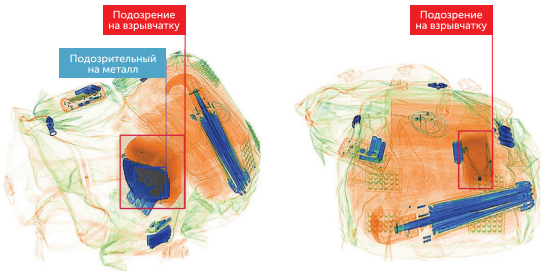 Подозрение
на взрывчатку
Подозрительный
на металл
Подозрение
на взрывчатку